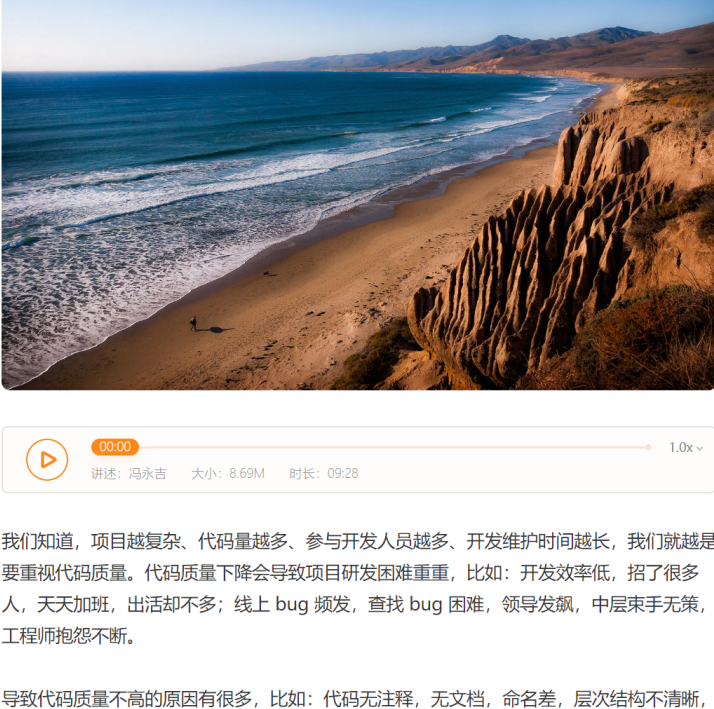 00:00
1.0x
讲述：冯永吉 大小：8.69M 时长：09:28
我们知道，项目越复杂、代码量越多、参与开发人员越多、开发维护时间越长，我们就越是
要重视代码质量。代码质量下降会导致项目研发困难重重，比如：开发效率低，招了很多
人，天天加班，出活却不多；线上 bug 频发，查找 bug 困难，领导发飙，中层束手无策，
工程师抱怨不断。
导致代码质量不高的原因有很多，比如：代码无注释，无文档，命名差，层次结构不清晰，